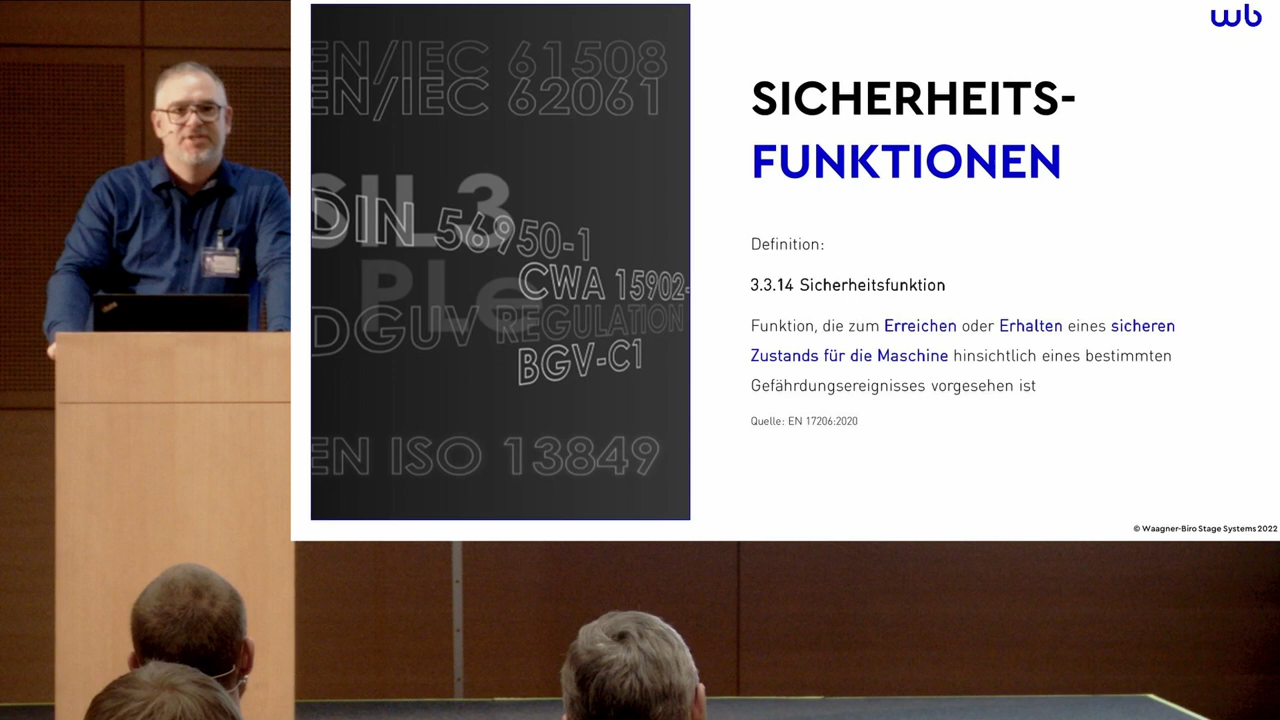 wb
EN/IEC 61508
EN/IEC 62061
SIL3
DIN 56950-1
CWA 15902-
PLe
DGUV REGULATION
BGV-C1
EN ISO 13849
SICHERHEITS-
FUNKTIONEN
Definition:
3.3.14 Sicherheitsfunktion
Funktion, die zum Erreichen oder Erhalten eines sicheren
Zustands für die Maschine hinsichtlich eines bestimmten
Gefährdungsereignisses vorgesehen ist
Quelle: EN 17206:2020
© Waagner-Biro Stage Systems 2022